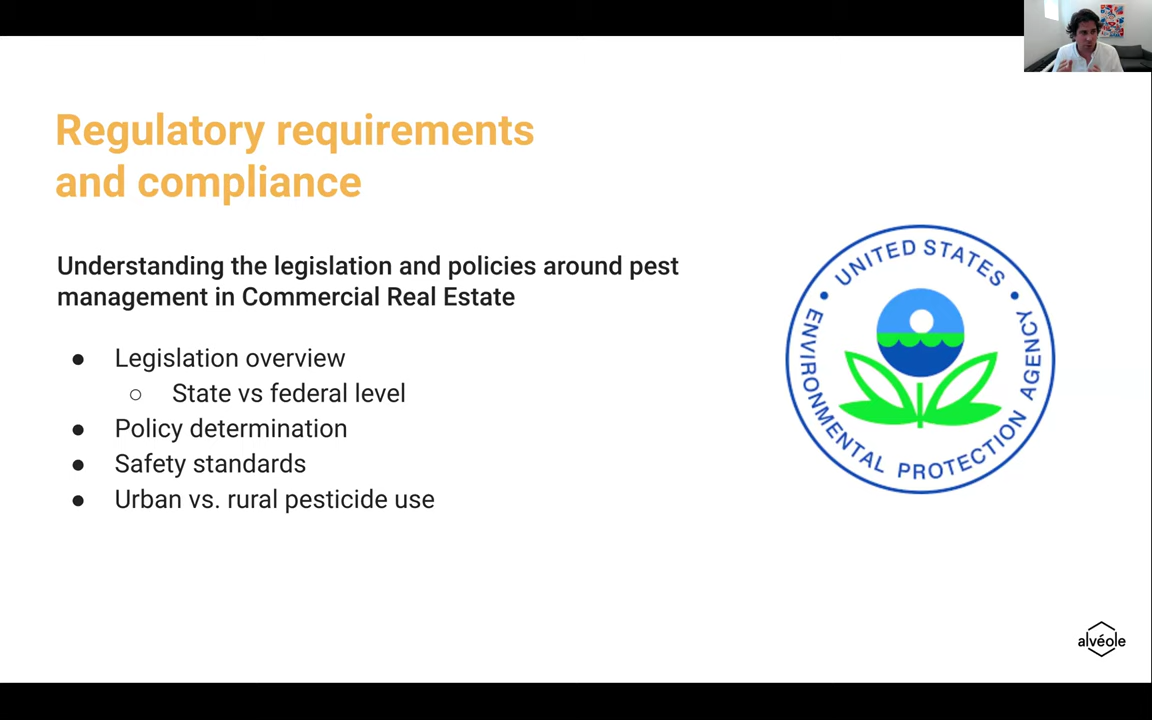 Regulatory requirements
and compliance
Understanding the legislation and policies around pest
management in Commercial Real Estate
● Legislation overview
○ State vs federal level
● Policy determination
● Safety standards
● Urban vs. rural pesticide use
UNITED STATES
ENVIRONMENTAL PROTECTION AGENCY
alvéole